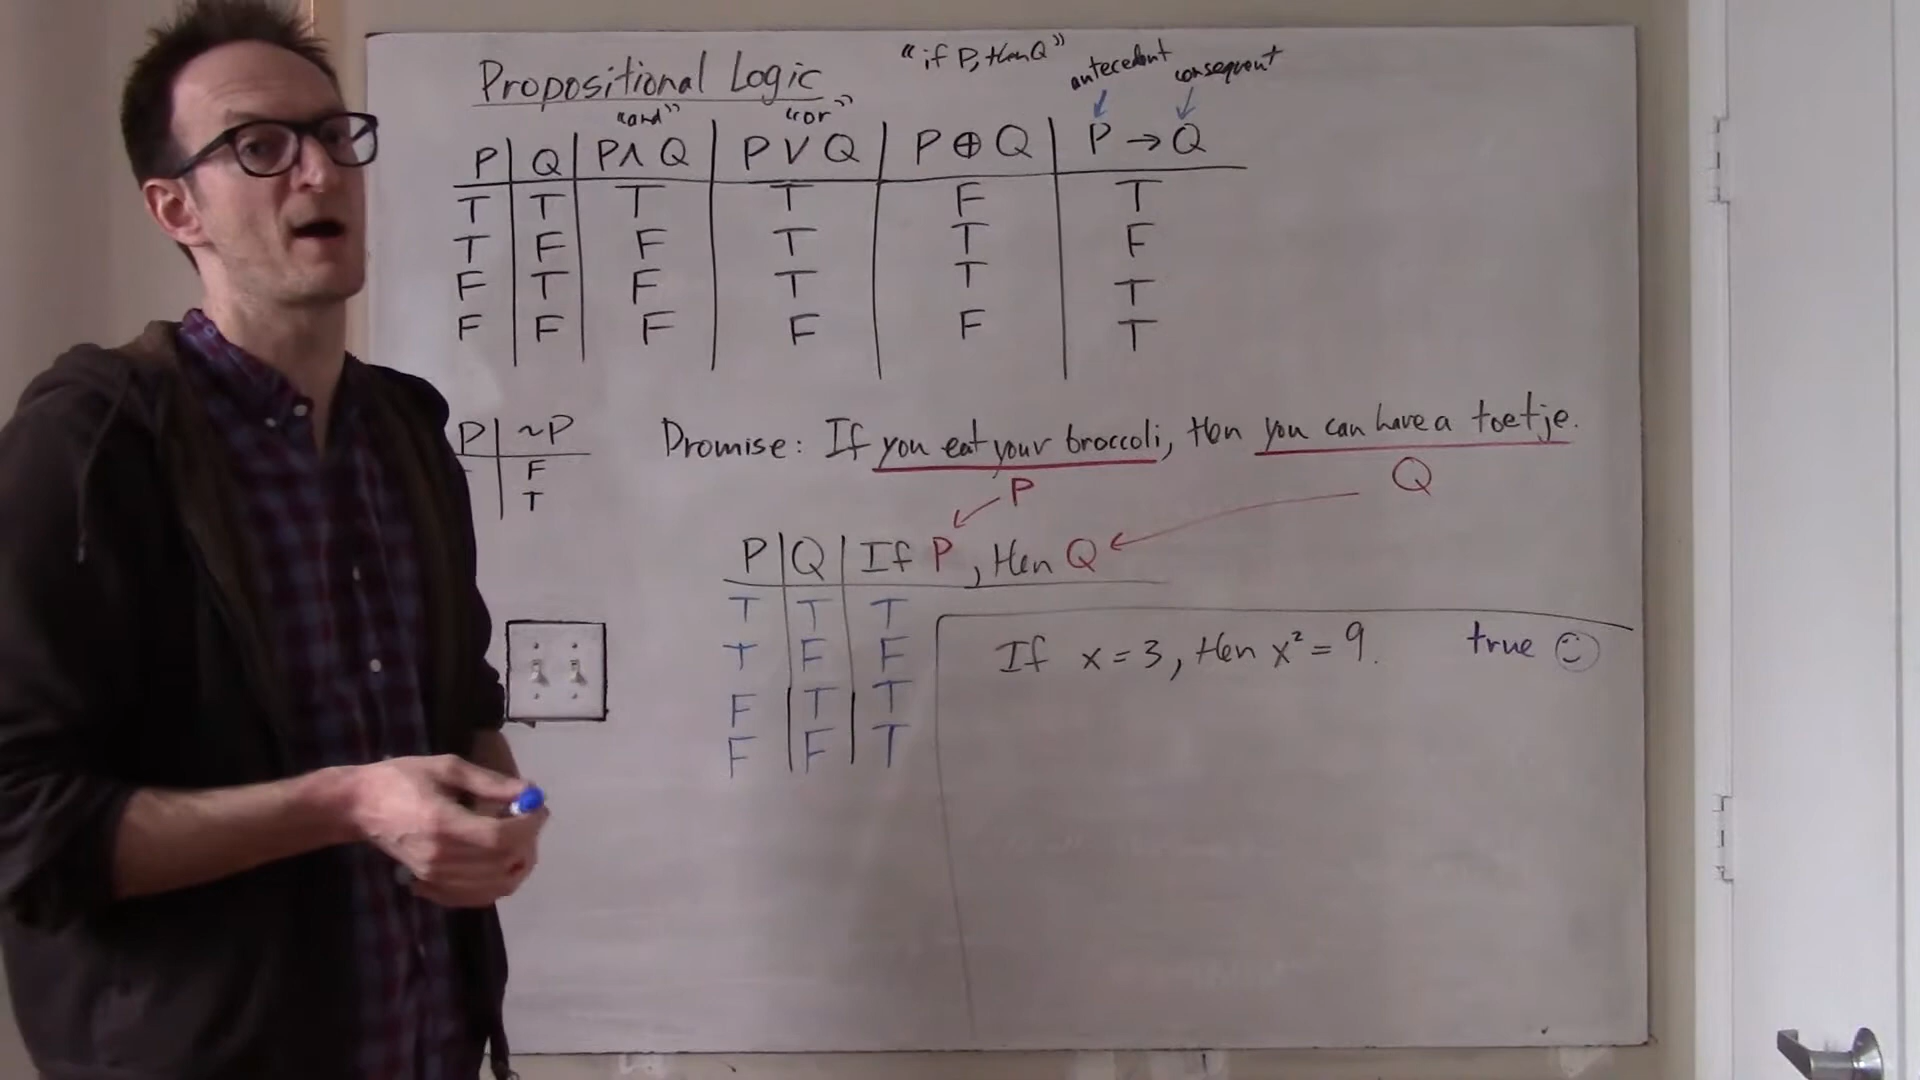 Propositional Logic
"if P, then Q"
antecedent
consequent
"and"
"or"
P Q P∧Q P∨Q P⊕Q P→Q
T T T T F T
T F F T T F
F T F T T T
F F F F F T
P ~P
F
T
Promise: If you eat your broccoli, then you can have a toetje.
P
Q
P Q If P, then Q
T T T
T F F
F T T
F F T
If x = 3, then x² = 9. true